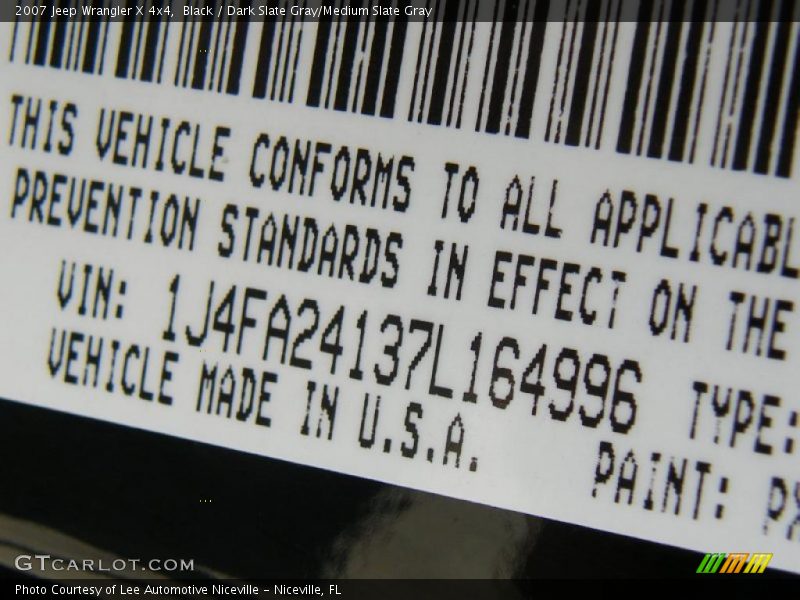 2007 Jeep Wrangler X 4x4, Black / Dark Slate Gray/Medium Slate Gray
THIS VEHICLE CONFORMS TO ALL APPLICABL
PREVENTION STANDARDS IN EFFECT ON THE
VIN: 1J4FA24137L164996 TYPE:
VEHICLE MADE IN U.S.A. PAINT: PX
GTCARLOT.COM
Photo Courtesy of Lee Automotive Niceville - Niceville, FL